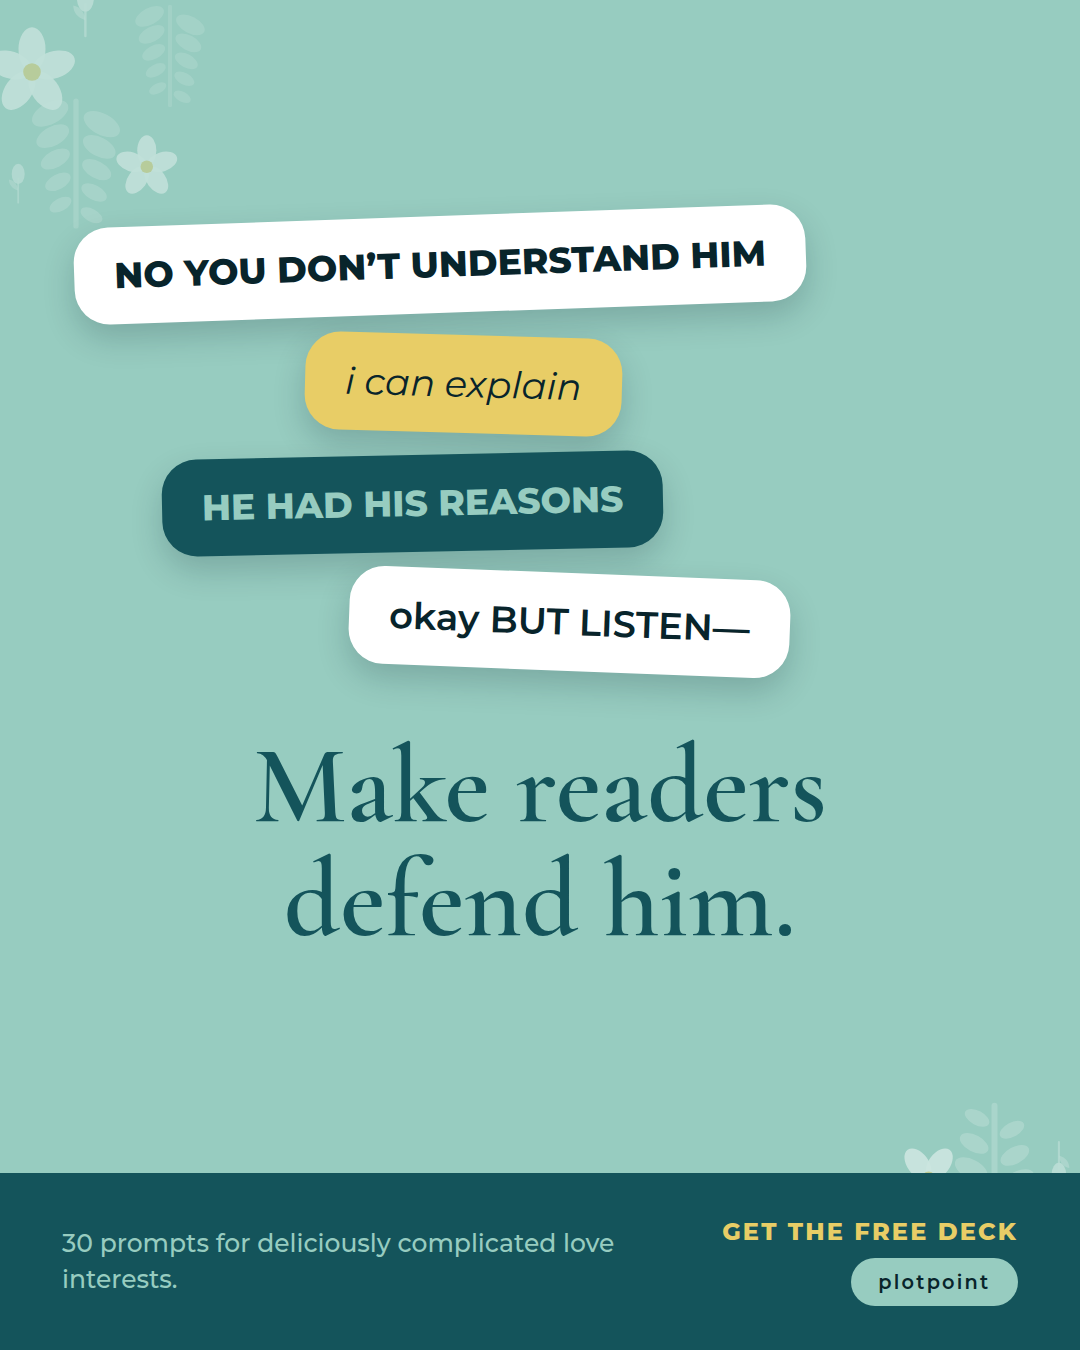 NO YOU DON’T UNDERSTAND HIM
i can explain
HE HAD HIS REASONS
okay BUT LISTEN—
Make readers
defend him.
30 prompts for deliciously complicated love
interests.
GET THE FREE DECK
plotpoint